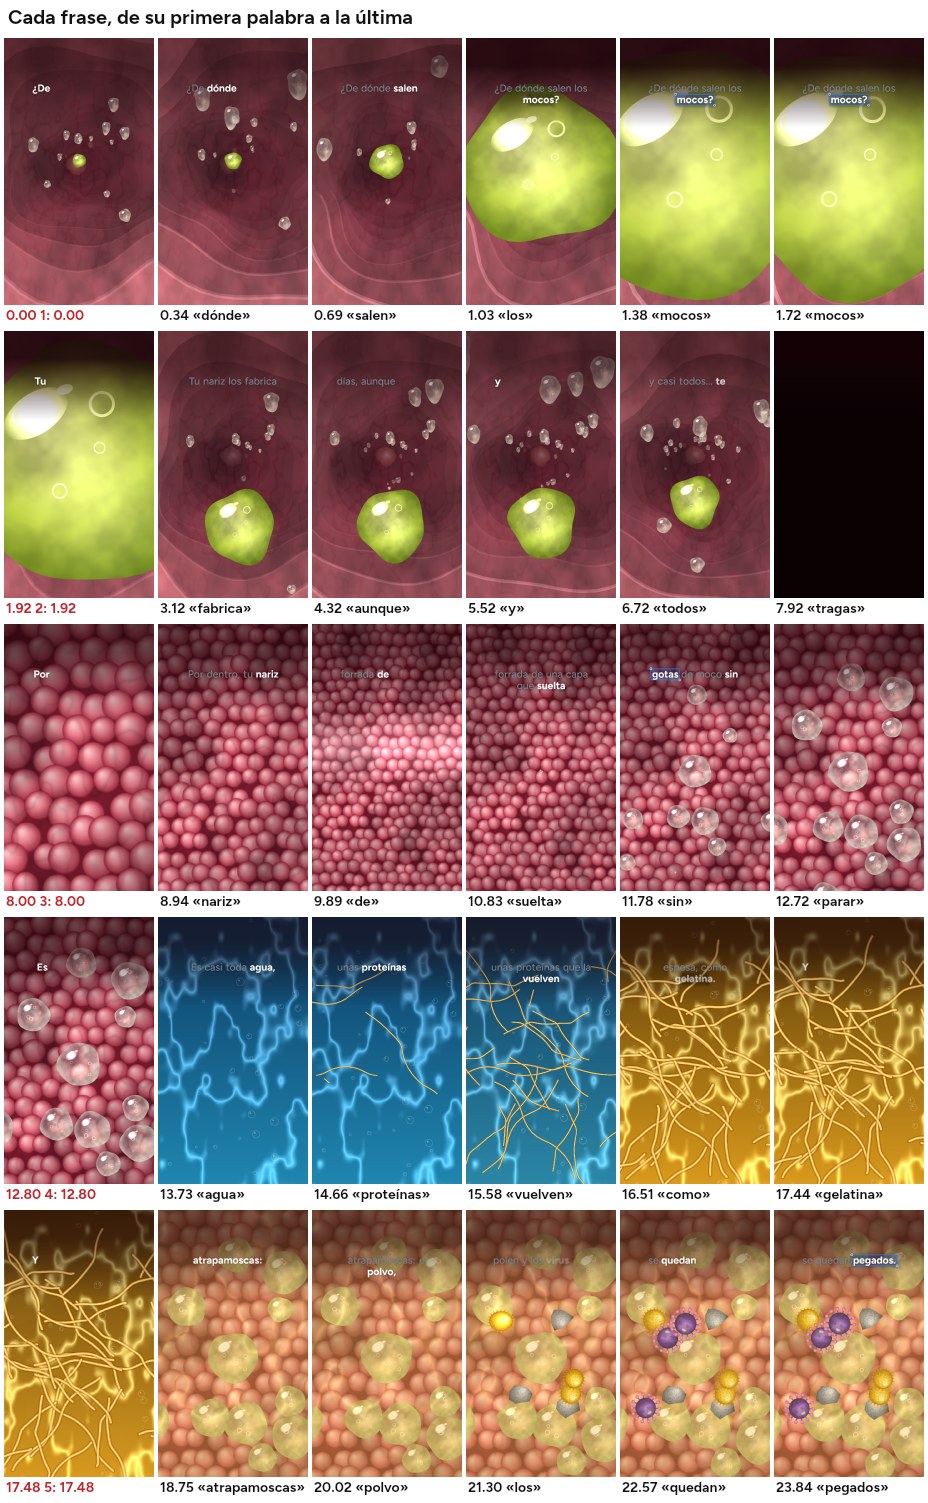 Cada frase, de su primera palabra a la última
¿De
¿De dónde
¿De dónde salen
¿De dónde salen los
mocos?
¿De dónde salen los
mocos?
¿De dónde salen los
mocos?
0.00 1: 0.00
0.34 «dónde»
0.69 «salen»
1.03 «los»
1.38 «mocos»
1.72 «mocos»
Tu
Tu nariz los fabrica
días, aunque
y
y casi todos... te
1.92 2: 1.92
3.12 «fabrica»
4.32 «aunque»
5.52 «y»
6.72 «todos»
7.92 «tragas»
Por
Por dentro, tu nariz
forrada de
forrada de una capa
que suelta
gotas de moco sin
8.00 3: 8.00
8.94 «nariz»
9.89 «de»
10.83 «suelta»
11.78 «sin»
12.72 «parar»
Es
Es casi toda agua,
unas proteínas
unas proteínas que la
vuelven
espesa, como
gelatina.
Y
12.80 4: 12.80
13.73 «agua»
14.66 «proteínas»
15.58 «vuelven»
16.51 «como»
17.44 «gelatina»
Y
atrapamoscas:
atrapamoscas: el
polvo,
polen y los virus
se quedan
se quedan pegados.
17.48 5: 17.48
18.75 «atrapamoscas»
20.02 «polvo»
21.30 «los»
22.57 «quedan»
23.84 «pegados»